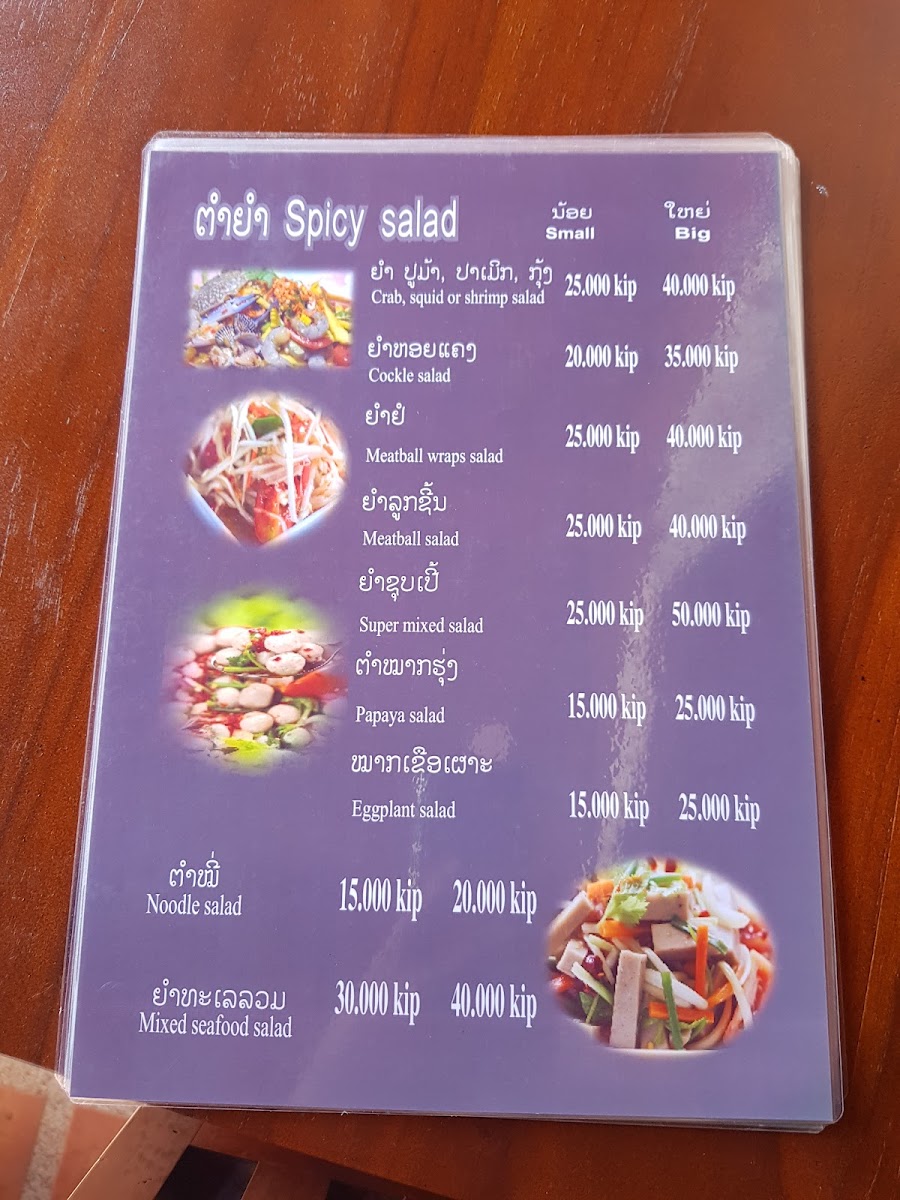 ຕຳຍຳ Spicy salad
ນ້ອຍ ໃຫຍ່
Small Big
ຍຳ ປູມ້າ, ປາເມິກ, ກຸ້ງ
Crab, squid or shrimp salad 25.000 kip 40.000 kip
ຍຳຫອຍແຄງ
Cockle salad 20.000 kip 35.000 kip
ຍຳຢໍ
Meatball wraps salad 25.000 kip 40.000 kip
ຍຳລູກຊີ້ນ
Meatball salad 25.000 kip 40.000 kip
ຍຳຊຸບເປີ້
Super mixed salad 25.000 kip 50.000 kip
ຕຳໝາກຮຸ່ງ
Papaya salad 15.000 kip 25.000 kip
ໝາກເຂືອເຜາະ
Eggplant salad 15.000 kip 25.000 kip
ຕຳໝີ່
Noodle salad 15.000 kip 20.000 kip
ຍຳທະເລລວມ
Mixed seafood salad 30.000 kip 40.000 kip